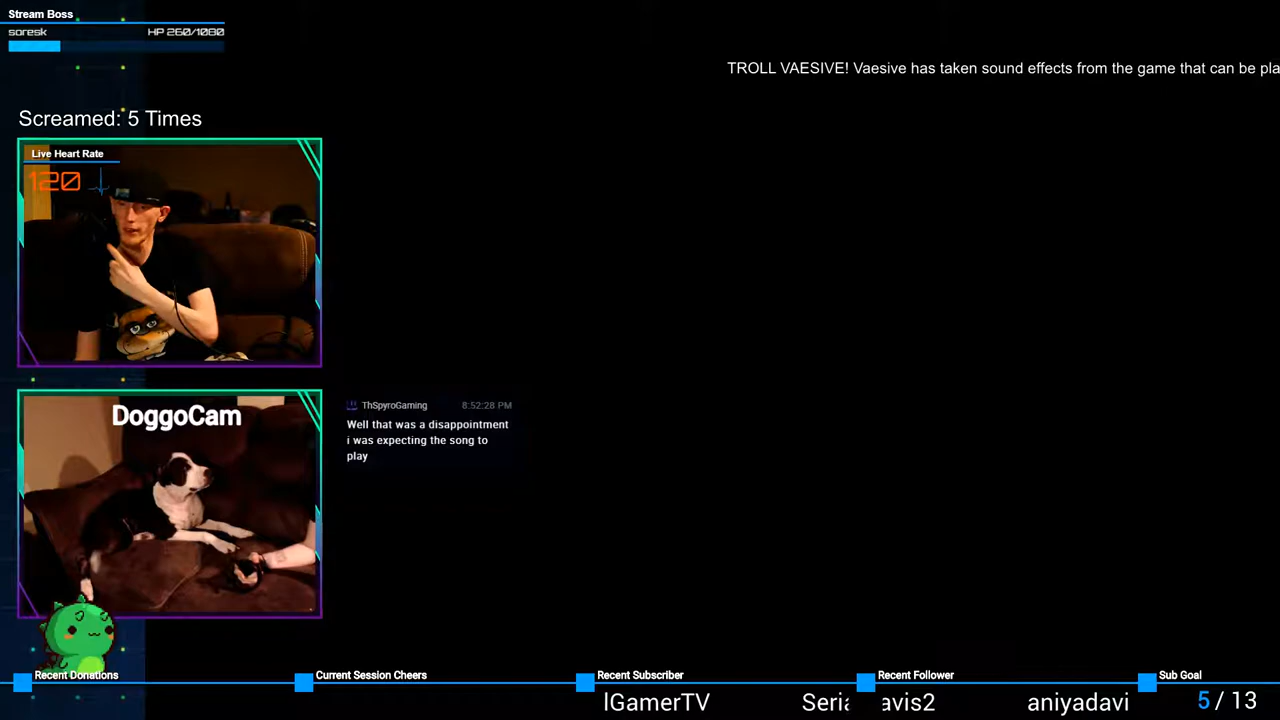 Stream Boss
saresk HP 260/1080
TROLL VAESIVE! Vaesive has taken sound effects from the game that can be pla
Screamed: 5 Times
Live Heart Rate
120
DoggoCam
ThSpyroGaming 8:52:28 PM
Well that was a disappointment
i was expecting the song to
play
Recent Donations Current Session Cheers Recent Subscriber Recent Follower Sub Goal
lGamerTV Seria avis2 aniyadavi 5 / 13